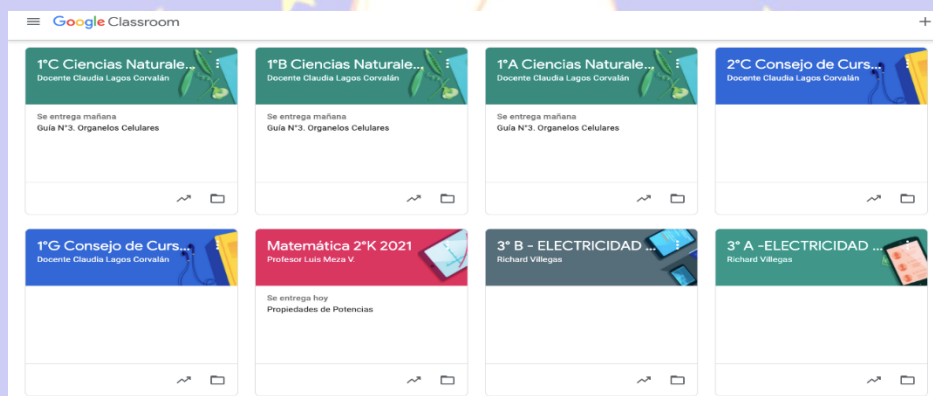 Google Classroom
1°C Ciencias Naturale...
Docente Claudia Lagos Corvalán
Se entrega mañana
Guía N°3. Organelos Celulares
1°B Ciencias Naturale...
Docente Claudia Lagos Corvalán
Se entrega mañana
Guía N°3. Organelos Celulares
1°A Ciencias Naturale...
Docente Claudia Lagos Corvalán
Se entrega mañana
Guía N°3. Organelos Celulares
2°C Consejo de Curs...
Docente Claudia Lagos Corvalán
1°G Consejo de Curs...
Docente Claudia Lagos Corvalán
Matemática 2°K 2021
Profesor Luis Meza V.
Se entrega hoy
Propiedades de Potencias
3° B - ELECTRICIDAD ...
Richard Villegas
3° A -ELECTRICIDAD ...
Richard Villegas